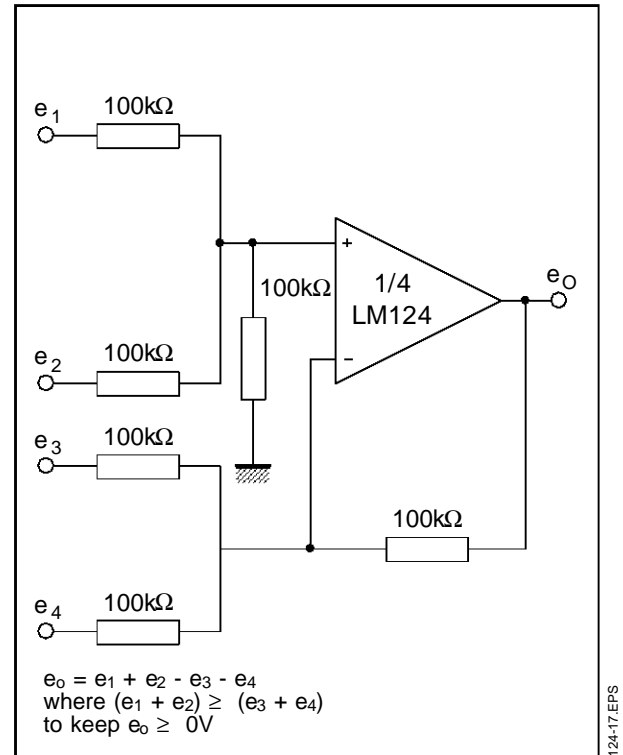 e1
100kΩ
100kΩ
+
1/4
LM124
-
eO
e2
100kΩ
e3
100kΩ
100kΩ
e4
100kΩ
eo = e1 + e2 - e3 - e4
where (e1 + e2) ≥ (e3 + e4)
to keep eo ≥ 0V
124-17.EPS